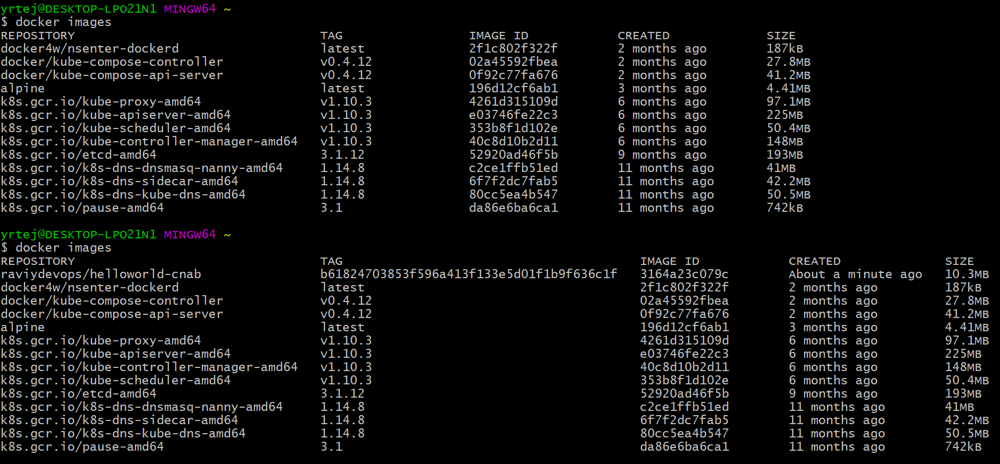 yrtej@DESKTOP-LPO21N1 MINGW64 ~
$ docker images
REPOSITORY TAG IMAGE ID CREATED SIZE
docker4w/nsenter-dockerd latest 2f1c802f322f 2 months ago 187kB
docker/kube-compose-controller v0.4.12 02a45592fbea 2 months ago 27.8MB
docker/kube-compose-api-server v0.4.12 0f92c77fa676 2 months ago 41.2MB
alpine latest 196d12cf6ab1 3 months ago 4.41MB
k8s.gcr.io/kube-proxy-amd64 v1.10.3 4261d315109d 6 months ago 97.1MB
k8s.gcr.io/kube-apiserver-amd64 v1.10.3 e03746fe22c3 6 months ago 225MB
k8s.gcr.io/kube-scheduler-amd64 v1.10.3 353b8f1d102e 6 months ago 50.4MB
k8s.gcr.io/kube-controller-manager-amd64 v1.10.3 40c8d10b2d11 6 months ago 148MB
k8s.gcr.io/etcd-amd64 3.1.12 52920ad46f5b 9 months ago 193MB
k8s.gcr.io/k8s-dns-dnsmasq-nanny-amd64 1.14.8 c2ce1ffb51ed 11 months ago 41MB
k8s.gcr.io/k8s-dns-sidecar-amd64 1.14.8 6f7f2dc7fab5 11 months ago 42.2MB
k8s.gcr.io/k8s-dns-kube-dns-amd64 1.14.8 80cc5ea4b547 11 months ago 50.5MB
k8s.gcr.io/pause-amd64 3.1 da86e6ba6ca1 11 months ago 742kB
yrtej@DESKTOP-LPO21N1 MINGW64 ~
$ docker images
REPOSITORY TAG IMAGE ID CREATED SIZE
raviydevops/helloworld-cnab b61824703853f596a413f133e5d01f1b9f636c1f 3164a23c079c About a minute ago 10.3MB
docker4w/nsenter-dockerd latest 2f1c802f322f 2 months ago 187kB
docker/kube-compose-controller v0.4.12 02a45592fbea 2 months ago 27.8MB
docker/kube-compose-api-server v0.4.12 0f92c77fa676 2 months ago 41.2MB
alpine latest 196d12cf6ab1 3 months ago 4.41MB
k8s.gcr.io/kube-proxy-amd64 v1.10.3 4261d315109d 6 months ago 97.1MB
k8s.gcr.io/kube-apiserver-amd64 v1.10.3 e03746fe22c3 6 months ago 225MB
k8s.gcr.io/kube-controller-manager-amd64 v1.10.3 40c8d10b2d11 6 months ago 148MB
k8s.gcr.io/kube-scheduler-amd64 v1.10.3 353b8f1d102e 6 months ago 50.4MB
k8s.gcr.io/etcd-amd64 3.1.12 52920ad46f5b 9 months ago 193MB
k8s.gcr.io/k8s-dns-dnsmasq-nanny-amd64 1.14.8 c2ce1ffb51ed 11 months ago 41MB
k8s.gcr.io/k8s-dns-sidecar-amd64 1.14.8 6f7f2dc7fab5 11 months ago 42.2MB
k8s.gcr.io/k8s-dns-kube-dns-amd64 1.14.8 80cc5ea4b547 11 months ago 50.5MB
k8s.gcr.io/pause-amd64 3.1 da86e6ba6ca1 11 months ago 742kB